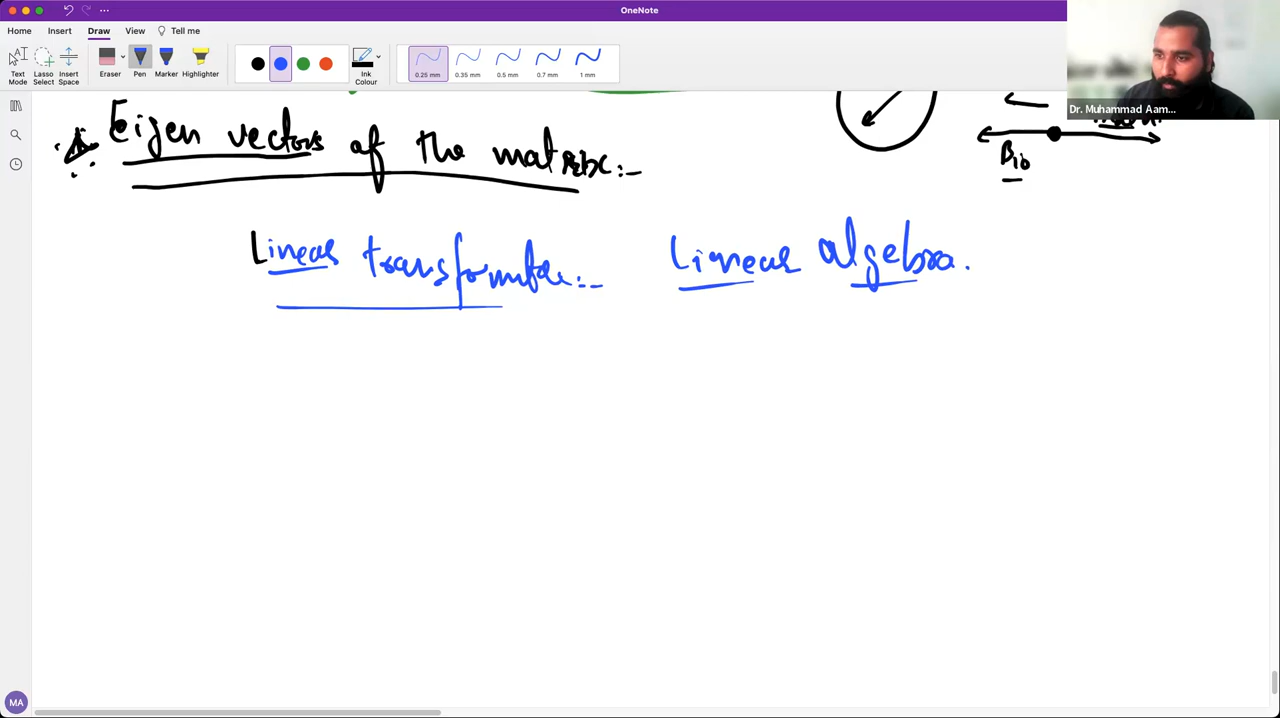 OneNote
Home Insert Draw View Tell me
Text Mode Lasso Select Insert Space Eraser Pen Marker Highlighter Ink Colour 0.25 mm 0.35 mm 0.5 mm 0.7 mm 1 mm
Dr. Muhammad Aam...
Eigen vectors of the matrix:-
Bio
Linear Linear algebra.
MA